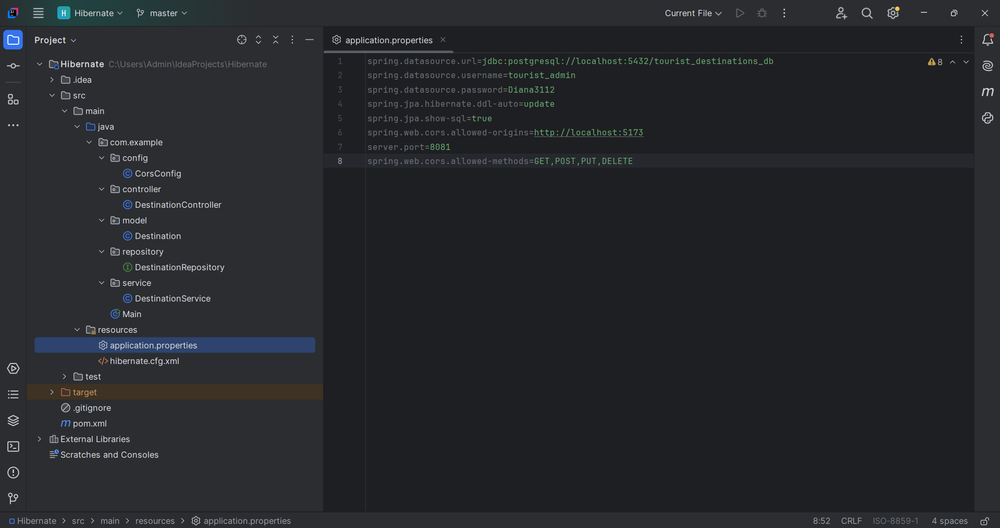 H Hibernate master Current File
Project
Hibernate C:\Users\Admin\IdeaProjects\Hibernate
.idea
src
main
java
com.example
config
CorsConfig
controller
DestinationController
model
Destination
repository
DestinationRepository
service
DestinationService
Main
resources
application.properties
hibernate.cfg.xml
test
target
.gitignore
pom.xml
External Libraries
Scratches and Consoles
application.properties
1 spring.datasource.url=jdbc:postgresql://localhost:5432/tourist_destinations_db
8
2 spring.datasource.username=tourist_admin
3 spring.datasource.password=Diana3112
4 spring.jpa.hibernate.ddl-auto=update
5 spring.jpa.show-sql=true
6 spring.web.cors.allowed-origins=http://localhost:5173
7 server.port=8081
8 spring.web.cors.allowed-methods=GET,POST,PUT,DELETE
Hibernate > src > main > resources > application.properties
8:52 CRLF ISO-8859-1 4 spaces